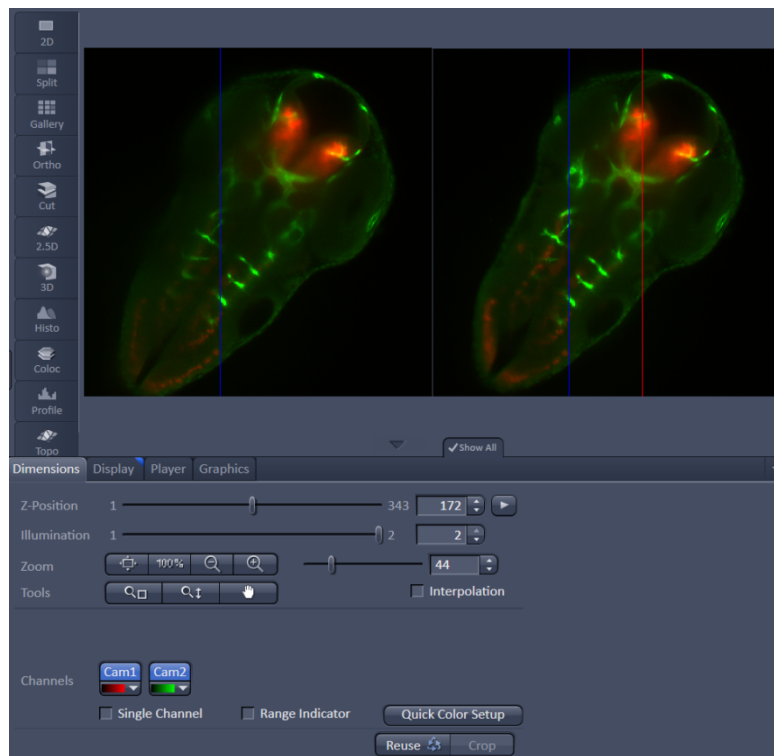 2D
Split
Gallery
Ortho
Cut
2.5D
3D
Histo
Coloc
Profile
Topo
Show All
Dimensions Display Player Graphics
Z-Position 1 343 172
Illumination 1 2 2
Zoom 100% 44
Tools Interpolation
Channels Cam1 Cam2
Single Channel Range Indicator Quick Color Setup
Reuse Crop